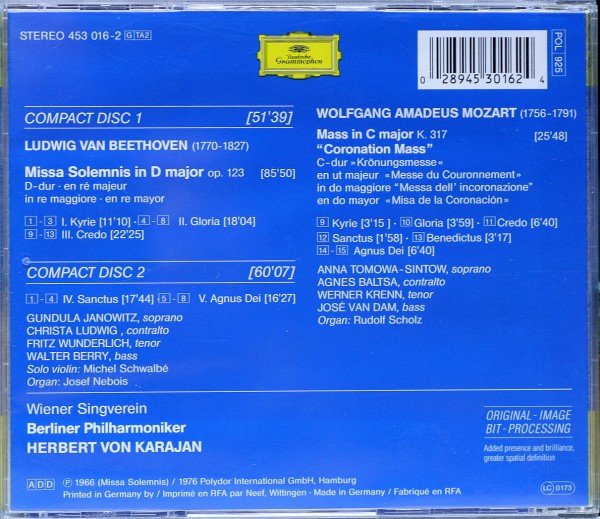 STEREO 453 016-2 GTA2
Deutsche
Grammophon
0 28945 30162 4
POL 925
COMPACT DISC 1 [51'39]
LUDWIG VAN BEETHOVEN (1770-1827)
Missa Solemnis in D major op. 123 [85'50]
D-dur · en ré majeur
in re maggiore · en re mayor
1 - 3 I. Kyrie [11'10] · 4 - 8 II. Gloria [18'04]
9 - 13 III. Credo [22'25]
COMPACT DISC 2 [60'07]
1 - 4 IV. Sanctus [17'44] · 5 - 8 V. Agnus Dei [16'27]
GUNDULA JANOWITZ, soprano
CHRISTA LUDWIG, contralto
FRITZ WUNDERLICH, tenor
WALTER BERRY, bass
Solo violin: Michel Schwalbé
Organ: Josef Nebois
WOLFGANG AMADEUS MOZART (1756-1791)
Mass in C major K. 317 [25'48]
"Coronation Mass"
C-dur »Krönungsmesse«
en ut majeur «Messe du Couronnement»
in do maggiore "Messa dell' incoronazione"
en do mayor «Misa de la Coronación»
9 Kyrie [3'15] · 10 Gloria [3'59] · 11 Credo [6'40]
12 Sanctus [1'58] · 13 Benedictus [3'17]
14 - 15 Agnus Dei [6'40]
ANNA TOMOWA-SINTOW, soprano
AGNES BALTSA, contralto
WERNER KRENN, tenor
JOSÉ VAN DAM, bass
Organ: Rudolf Scholz
Wiener Singverein
Berliner Philharmoniker
HERBERT VON KARAJAN
ORIGINAL-IMAGE
BIT-PROCESSING
Added presence and brilliance,
greater spatial definition
ADD ℗ 1966 (Missa Solemnis) / 1976 Polydor International GmbH, Hamburg
Printed in Germany by / Imprimé en RFA par Neef, Wittingen · Made in Germany / Fabriqué en RFA
LC 0173